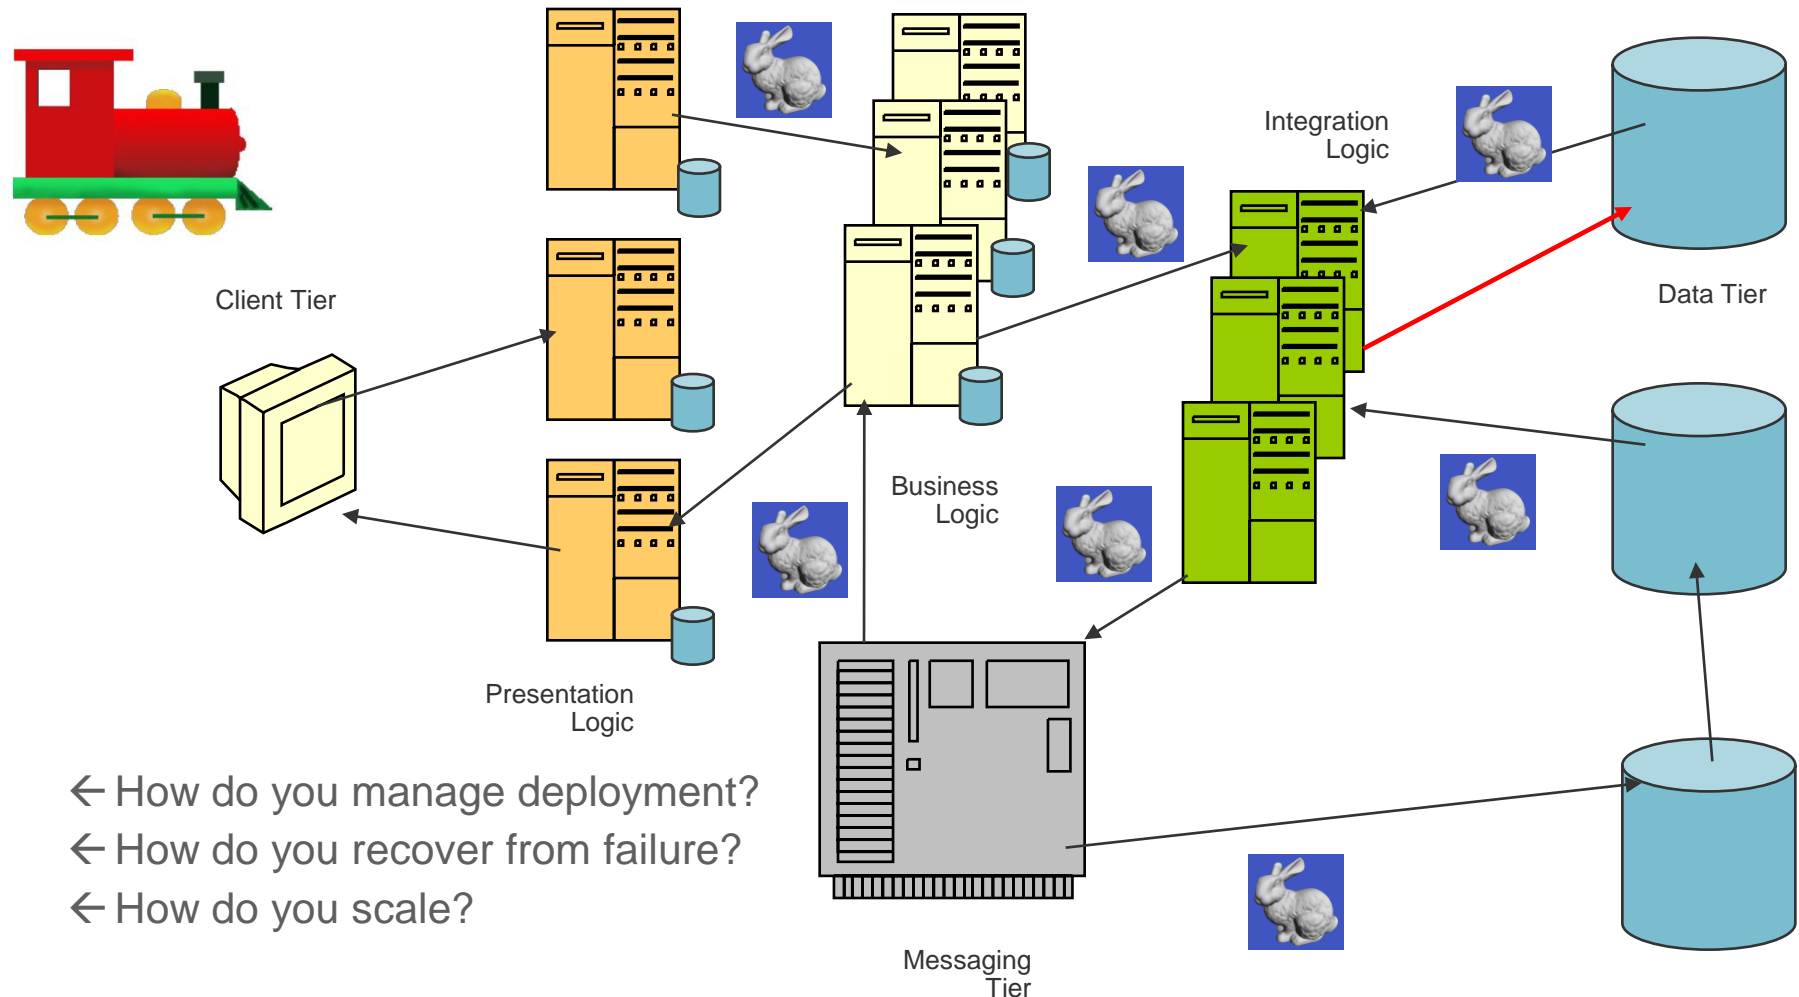 Integration
Logic
Client Tier
Data Tier
Business
Logic
Presentation
Logic
← How do you manage deployment?
← How do you recover from failure?
← How do you scale?
Messaging
Tier